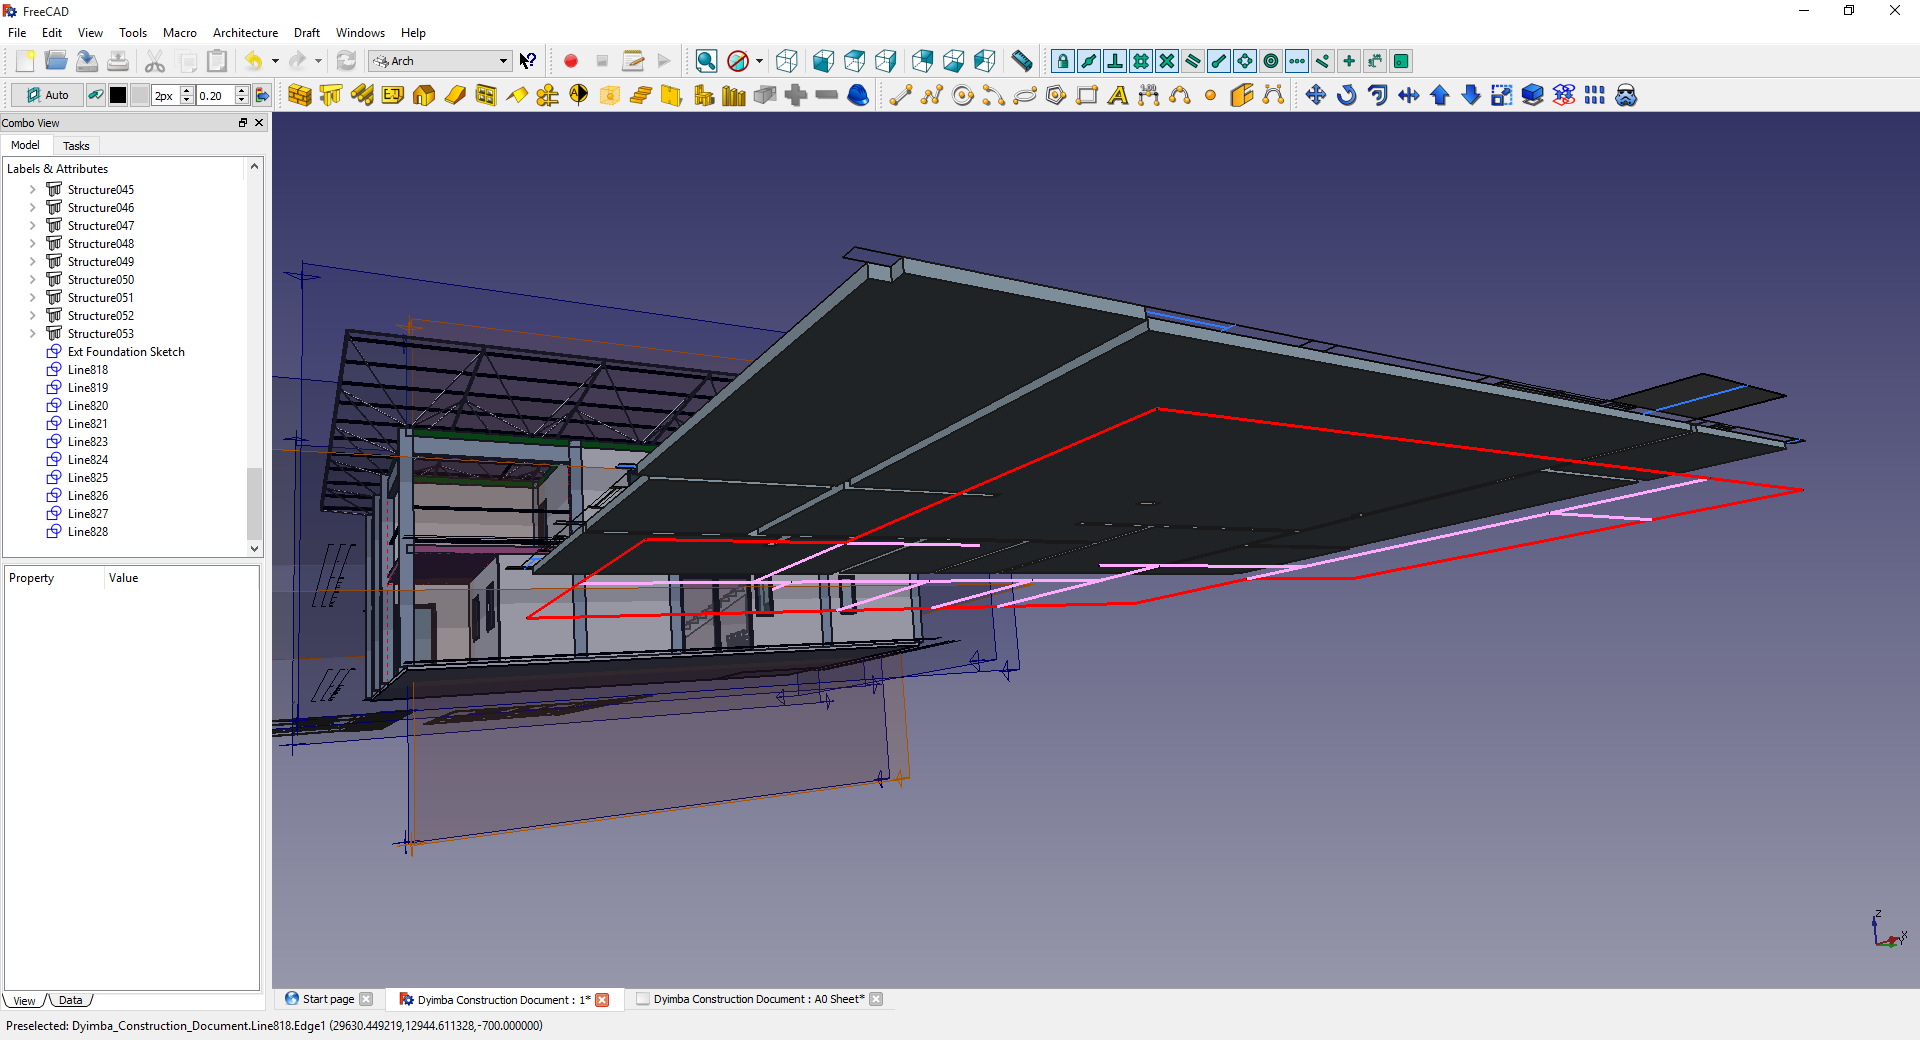 FreeCAD
File Edit View Tools Macro Architecture Draft Windows Help
Arch
Auto 2px 0.20
Combo View
Model Tasks
Labels & Attributes
Structure045
Structure046
Structure047
Structure048
Structure049
Structure050
Structure051
Structure052
Structure053
Ext Foundation Sketch
Line818
Line819
Line820
Line821
Line823
Line824
Line825
Line826
Line827
Line828
Property Value
View Data
Z
X
Start page
Dyimba Construction Document : 1*
Dyimba Construction Document : A0 Sheet*
Preselected: Dyimba_Construction_Document.Line818.Edge1 (29630.449219,12944.611328,-700.000000)